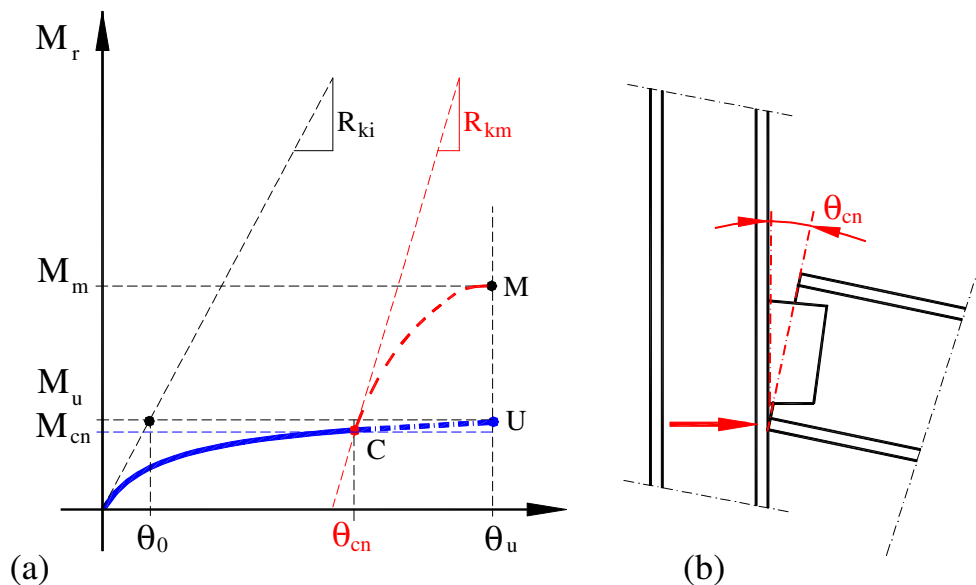 M_r
R_ki
R_km
θ_cn
M_m
M
M_u
M_cn
U
C
θ_0
θ_cn
θ_u
(a)
(b)